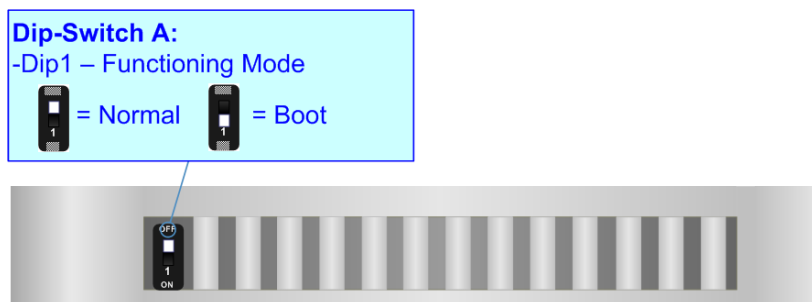 Dip-Switch A:
-Dip1 – Functioning Mode
1 = Normal 1 = Boot
OFF
1
ON